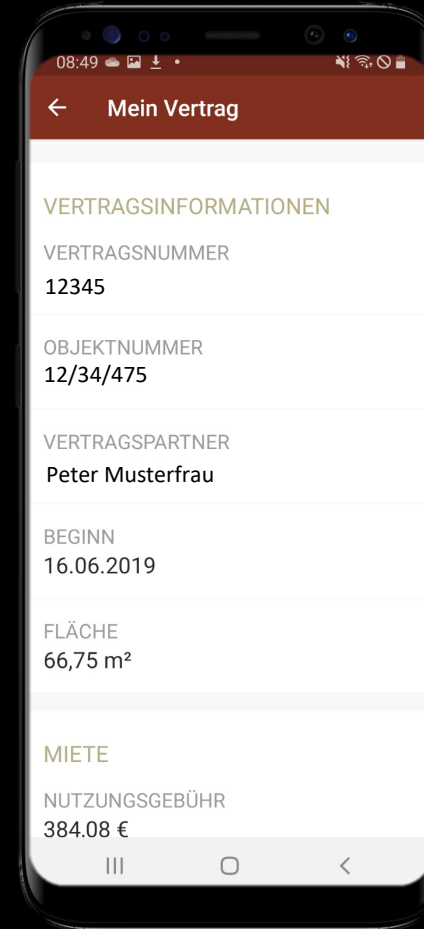 08:49
Mein Vertrag
VERTRAGSINFORMATIONEN
VERTRAGSNUMMER
12345
OBJEKTNUMMER
12/34/475
VERTRAGSPARTNER
Peter Musterfrau
BEGINN
16.06.2019
FLÄCHE
66,75 m²
MIETE
NUTZUNGSGEBÜHR
384,08 €